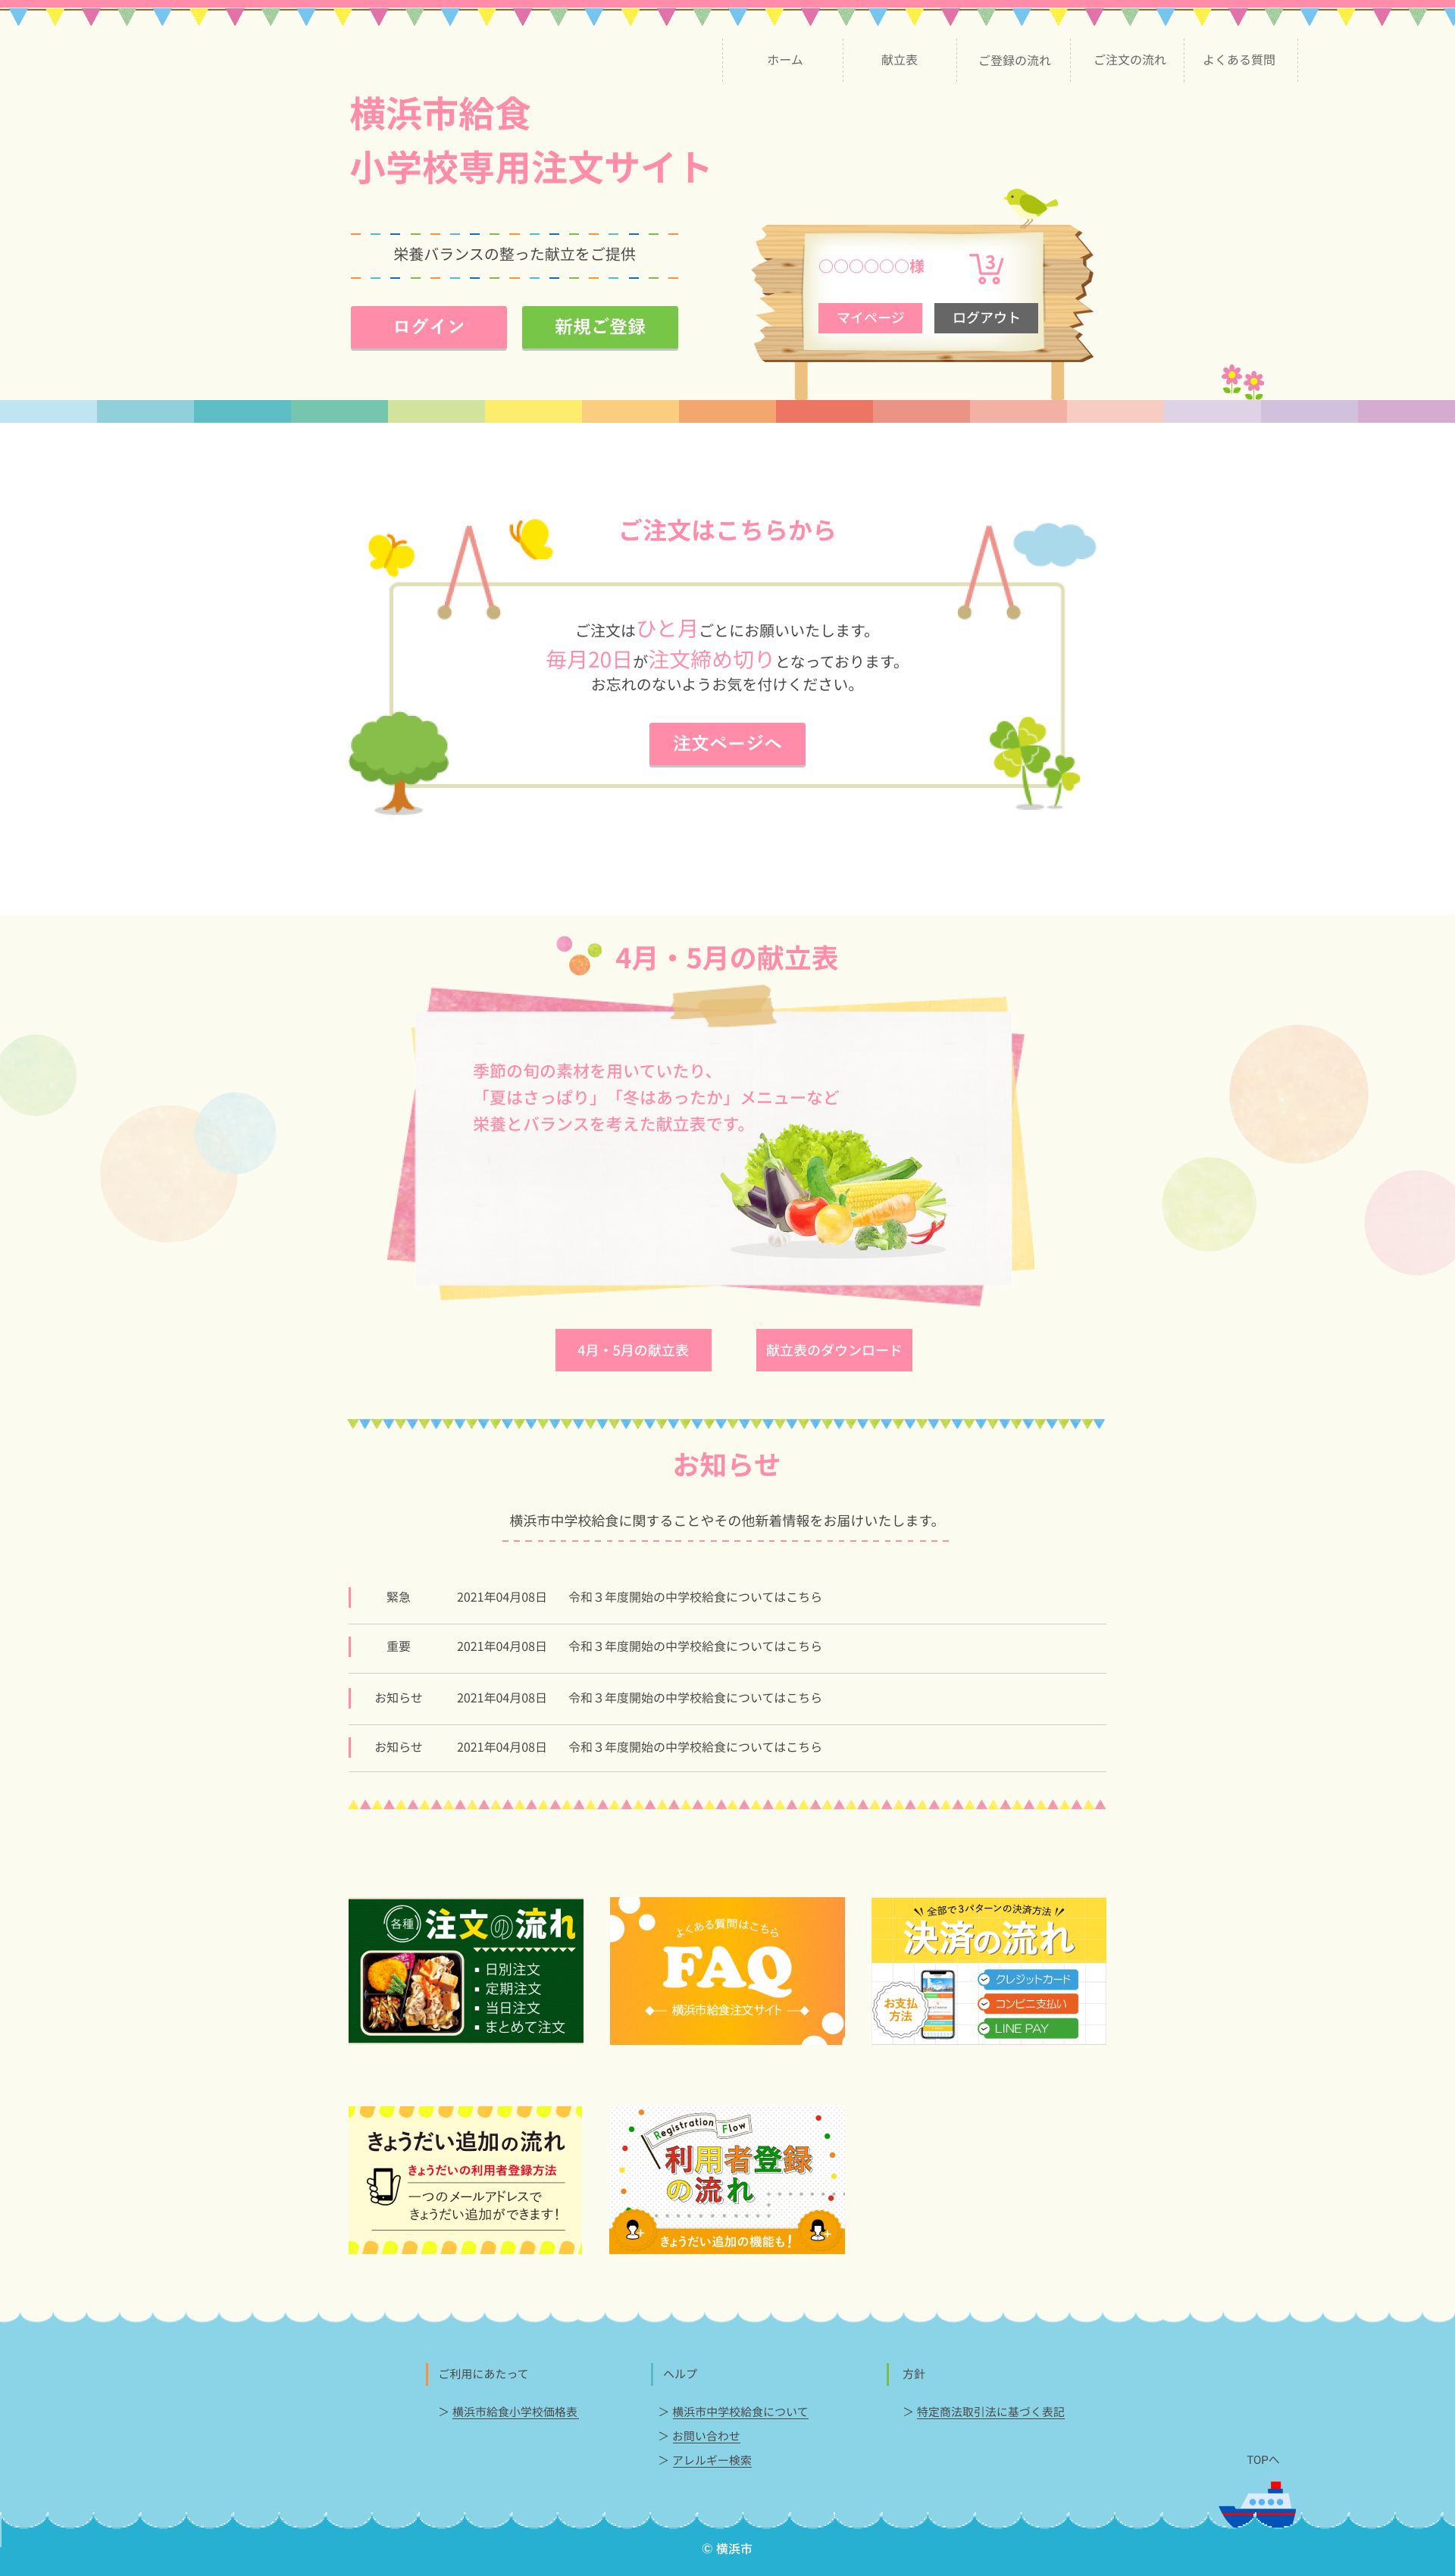 ホーム
献立表
ご登録の流れ
ご注文の流れ
よくある質問
横浜市給食
小学校専用注文サイト
栄養バランスの整った献立をご提供
ログイン
新規ご登録
〇〇〇〇〇〇様
3
マイページ
ログアウト
ご注文はこちらから
ご注文はひと月ごとにお願いいたします。
毎月20日が注文締め切りとなっております。
お忘れのないようお気を付けください。
注文ページへ
4月・5月の献立表
季節の旬の素材を用いていたり、
「夏はさっぱり」「冬はあったか」メニューなど
栄養とバランスを考えた献立表です。
4月・5月の献立表
献立表のダウンロード
お知らせ
横浜市中学校給食に関することやその他新着情報をお届けいたします。
緊急 2021年04月08日 令和３年度開始の中学校給食についてはこちら
重要 2021年04月08日 令和３年度開始の中学校給食についてはこちら
お知らせ 2021年04月08日 令和３年度開始の中学校給食についてはこちら
お知らせ 2021年04月08日 令和３年度開始の中学校給食についてはこちら
各種 注文の流れ
日別注文
定期注文
当日注文
まとめて注文
よくある質問はこちら
FAQ
横浜市給食注文サイト
全部で3パターンの決済方法
決済の流れ
お支払
方法
クレジットカード
コンビニ支払い
LINE PAY
きょうだい追加の流れ
きょうだいの利用者登録方法
一つのメールアドレスで
きょうだい追加ができます!
Registration Flow
利用者登録
の流れ
きょうだい追加の機能も!
ご利用にあたって
＞ 横浜市給食小学校価格表
ヘルプ
＞ 横浜市中学校給食について
＞ お問い合わせ
＞ アレルギー検索
方針
＞ 特定商法取引法に基づく表記
TOPへ
© 横浜市